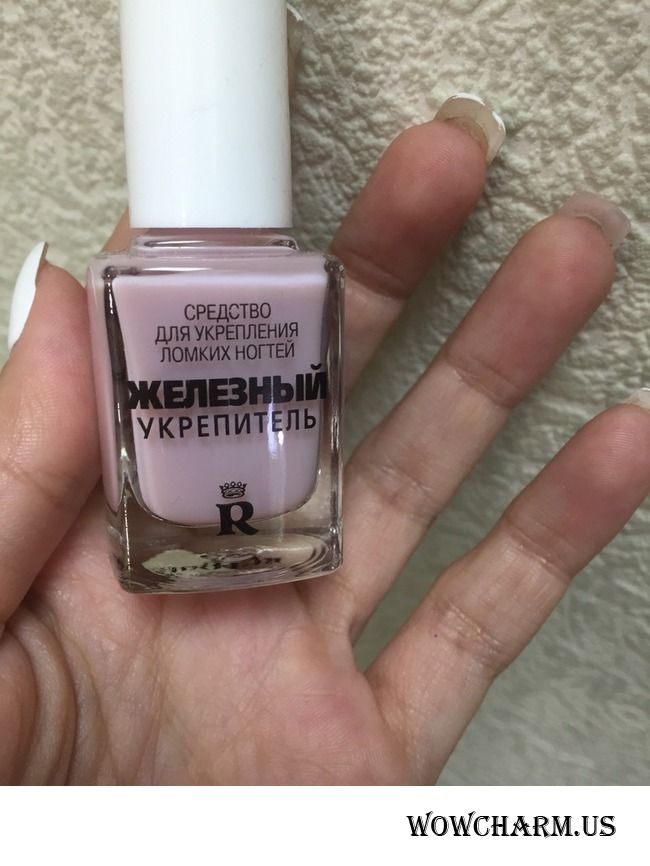 СРЕДСТВО
ДЛЯ УКРЕПЛЕНИЯ
ЛОМКИХ НОГТЕЙ
ЖЕЛЕЗНЫЙ
УКРЕПИТЕЛЬ
R
WOWCHARM.US